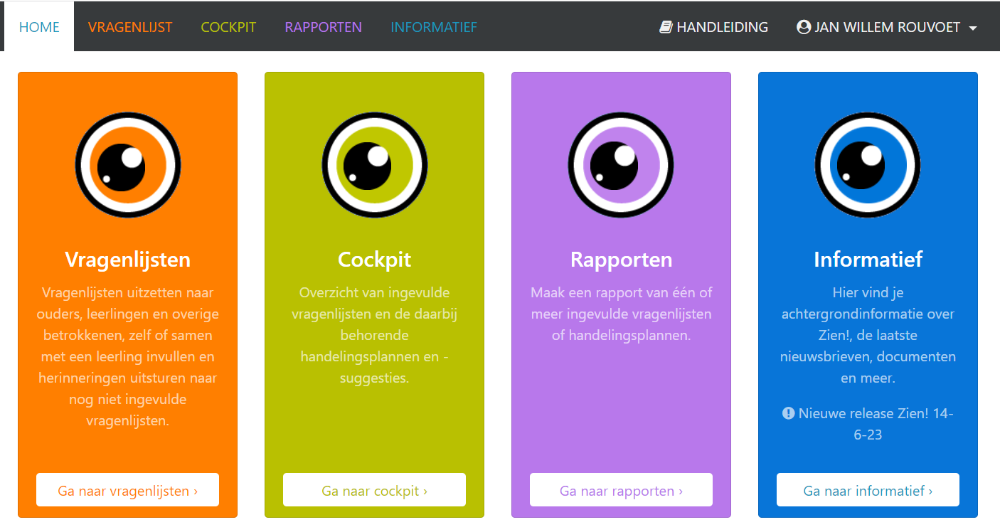 HOME VRAGENLIJST COCKPIT RAPPORTEN INFORMATIEF HANDLEIDING JAN WILLEM ROUVOET
Vragenlijsten
Vragenlijsten uitzetten naar
ouders, leerlingen en overige
betrokkenen, zelf of samen
met een leerling invullen en
herinneringen uitsturen naar
nog niet ingevulde
vragenlijsten.
Ga naar vragenlijsten ›
Cockpit
Overzicht van ingevulde
vragenlijsten en de daarbij
behorende
handelingsplannen en -
suggesties.
Ga naar cockpit ›
Rapporten
Maak een rapport van één of
meer ingevulde vragenlijsten
of handelingsplannen.
Ga naar rapporten ›
Informatief
Hier vind je
achtergrondinformatie over
Zien!, de laatste
nieuwsbrieven, documenten
en meer.
Nieuwe release Zien! 14-
6-23
Ga naar informatief ›